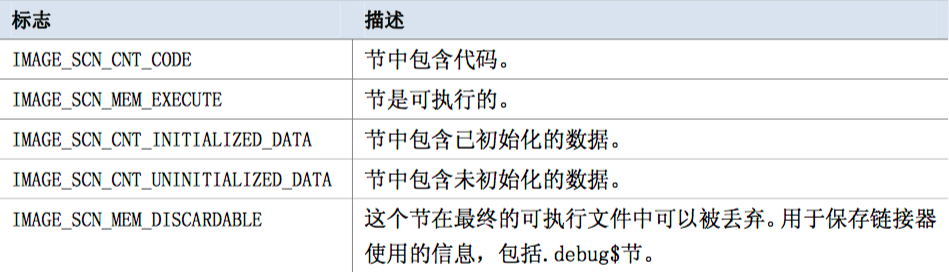 标志 描述
IMAGE_SCN_CNT_CODE 节中包含代码。
IMAGE_SCN_MEM_EXECUTE 节是可执行的。
IMAGE_SCN_CNT_INITIALIZED_DATA 节中包含已初始化的数据。
IMAGE_SCN_CNT_UNINITIALIZED_DATA 节中包含未初始化的数据。
IMAGE_SCN_MEM_DISCARDABLE 这个节在最终的可执行文件中可以被丢弃。用于保存链接器
使用的信息，包括.debug$节。